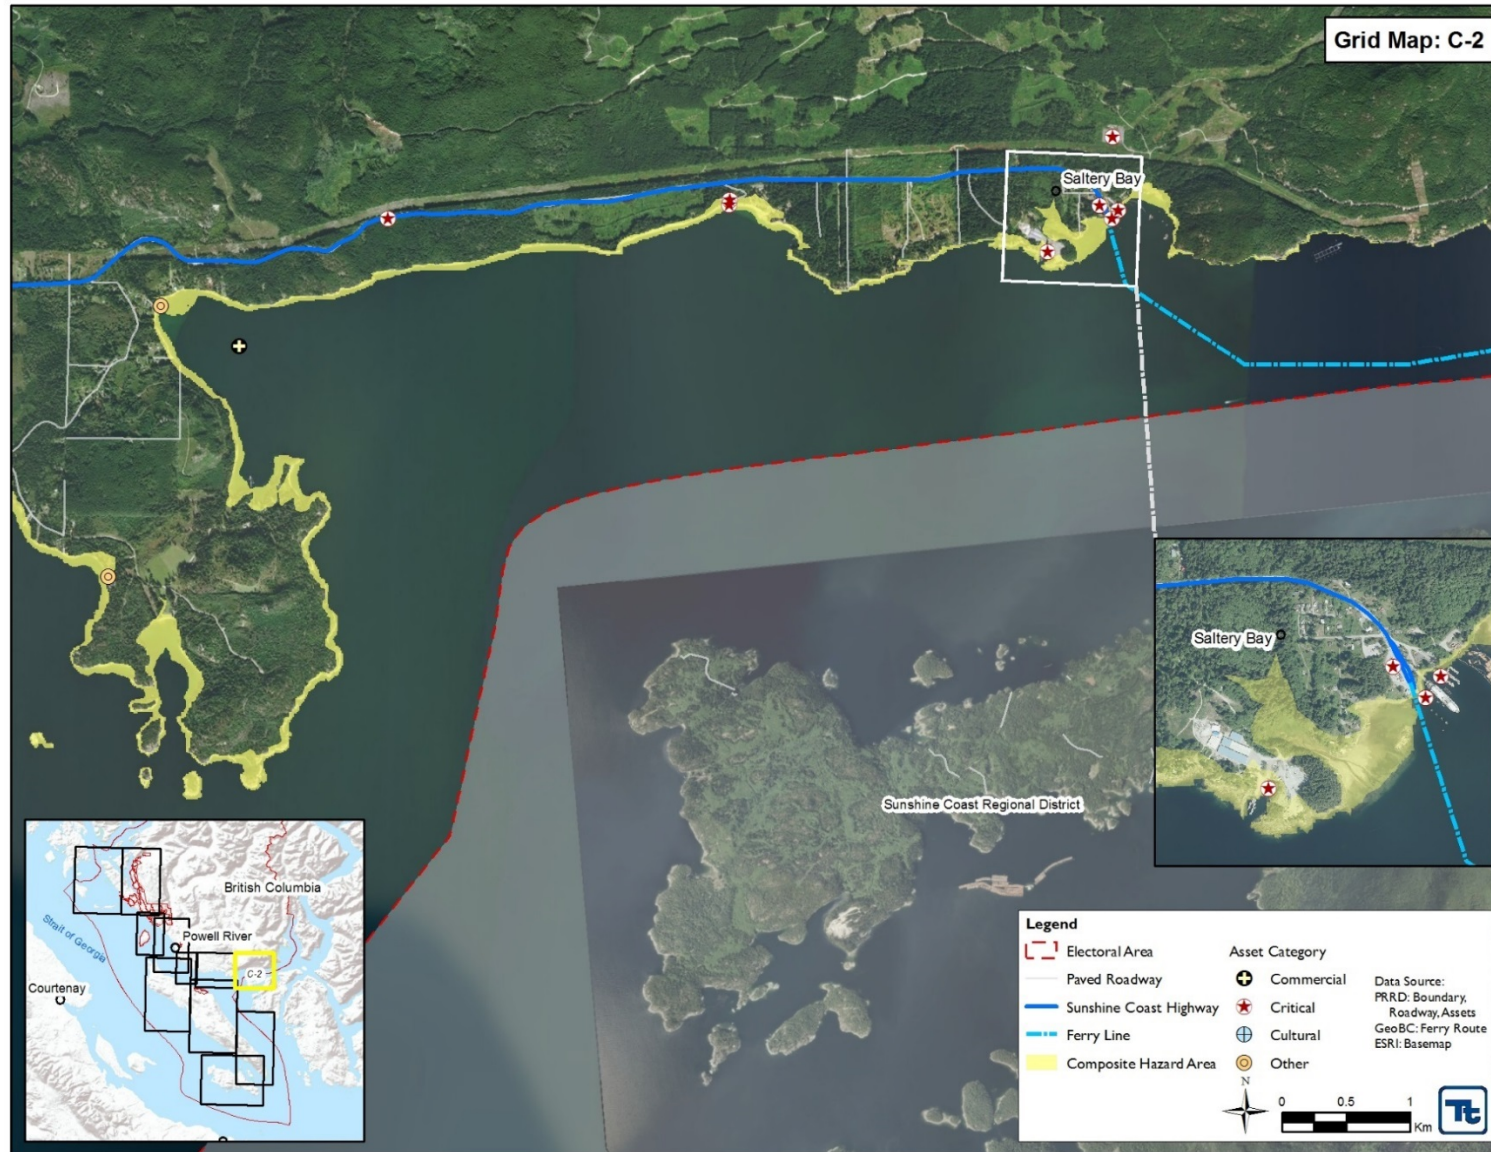 Grid Map: C-2
Saltery Bay
Saltery Bay
Sunshine Coast Regional District
British Columbia
Strait of Georgia
Powell River
C-2
Courtenay
Legend
Electoral Area
Paved Roadway
Sunshine Coast Highway
Ferry Line
Composite Hazard Area
Asset Category
Commercial
Critical
Cultural
Other
Data Source:
PRRD: Boundary,
Roadway, Assets
GeoBC: Ferry Route
ESRI: Basemap
N
0 0.5 1
Km
Tt